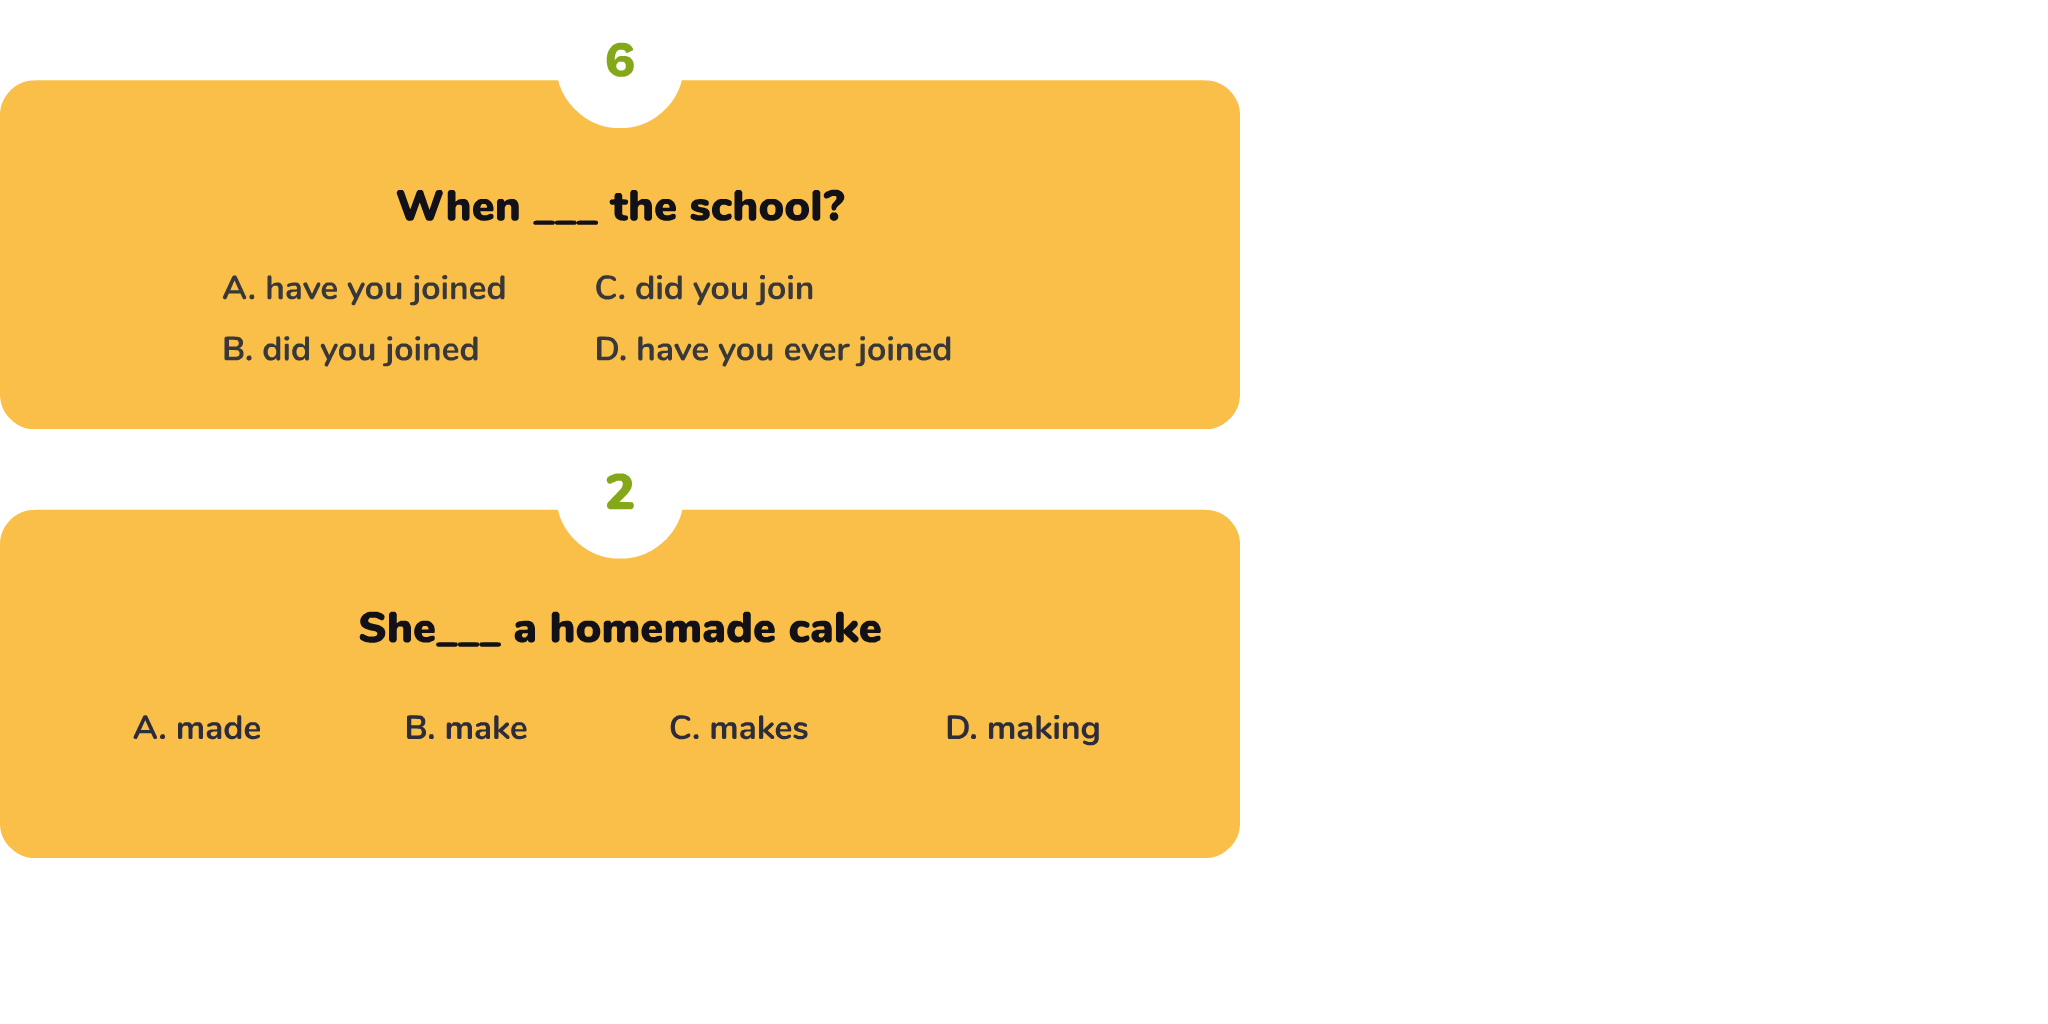 6
When ___ the school?
A. have you joined
C. did you join
B. did you joined
D. have you ever joined
2
She___ a homemade cake
A. made
B. make
C. makes
D. making